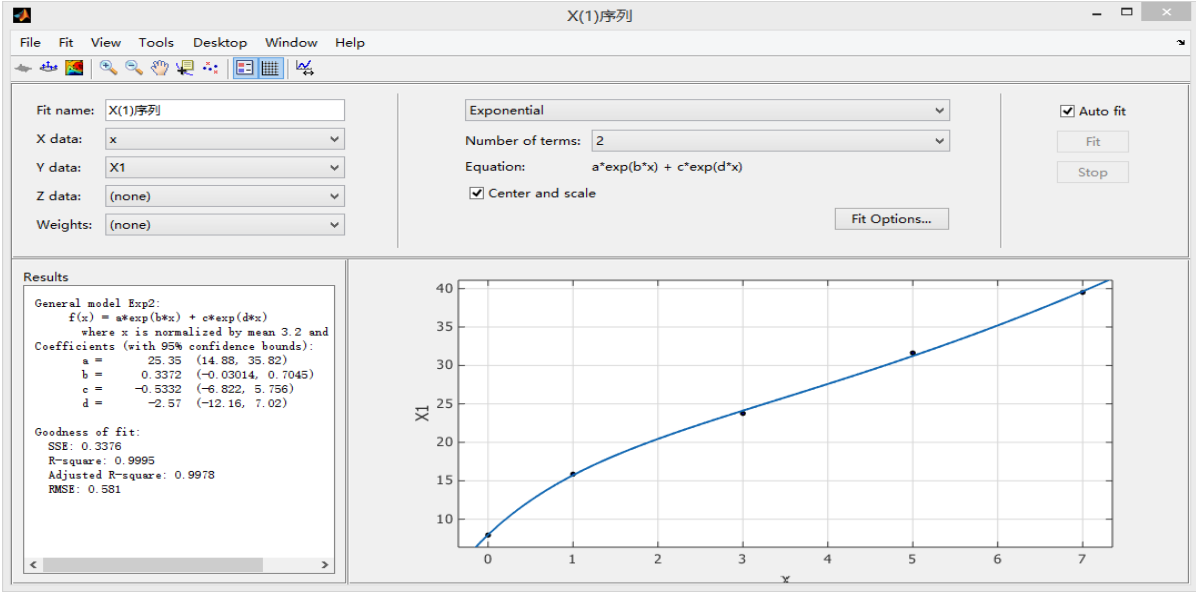 X(1)序列
File Fit View Tools Desktop Window Help
Fit name: X(1)序列
X data: x
Y data: X1
Z data: (none)
Weights: (none)
Exponential
Number of terms: 2
Equation: a*exp(b*x) + c*exp(d*x)
Center and scale
Fit Options...
Auto fit
Fit
Stop
Results
General model Exp2:
f(x) = a*exp(b*x) + c*exp(d*x)
where x is normalized by mean 3.2 and
Coefficients (with 95% confidence bounds):
a = 25.35 (14.88, 35.82)
b = 0.3372 (-0.03014, 0.7045)
c = -0.5332 (-6.822, 5.756)
d = -2.57 (-12.16, 7.02)
Goodness of fit:
SSE: 0.3376
R-square: 0.9995
Adjusted R-square: 0.9978
RMSE: 0.581
40
35
30
25
20
15
10
X1
0 1 2 3 4 5 6 7
x